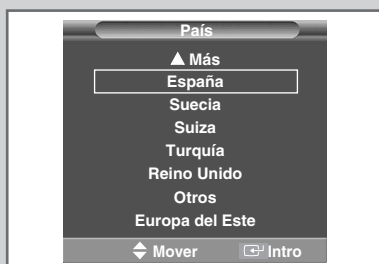 País
▲ Más
España
Suecia
Suiza
Turquía
Reino Unido
Otros
Europa del Este
Mover Intro